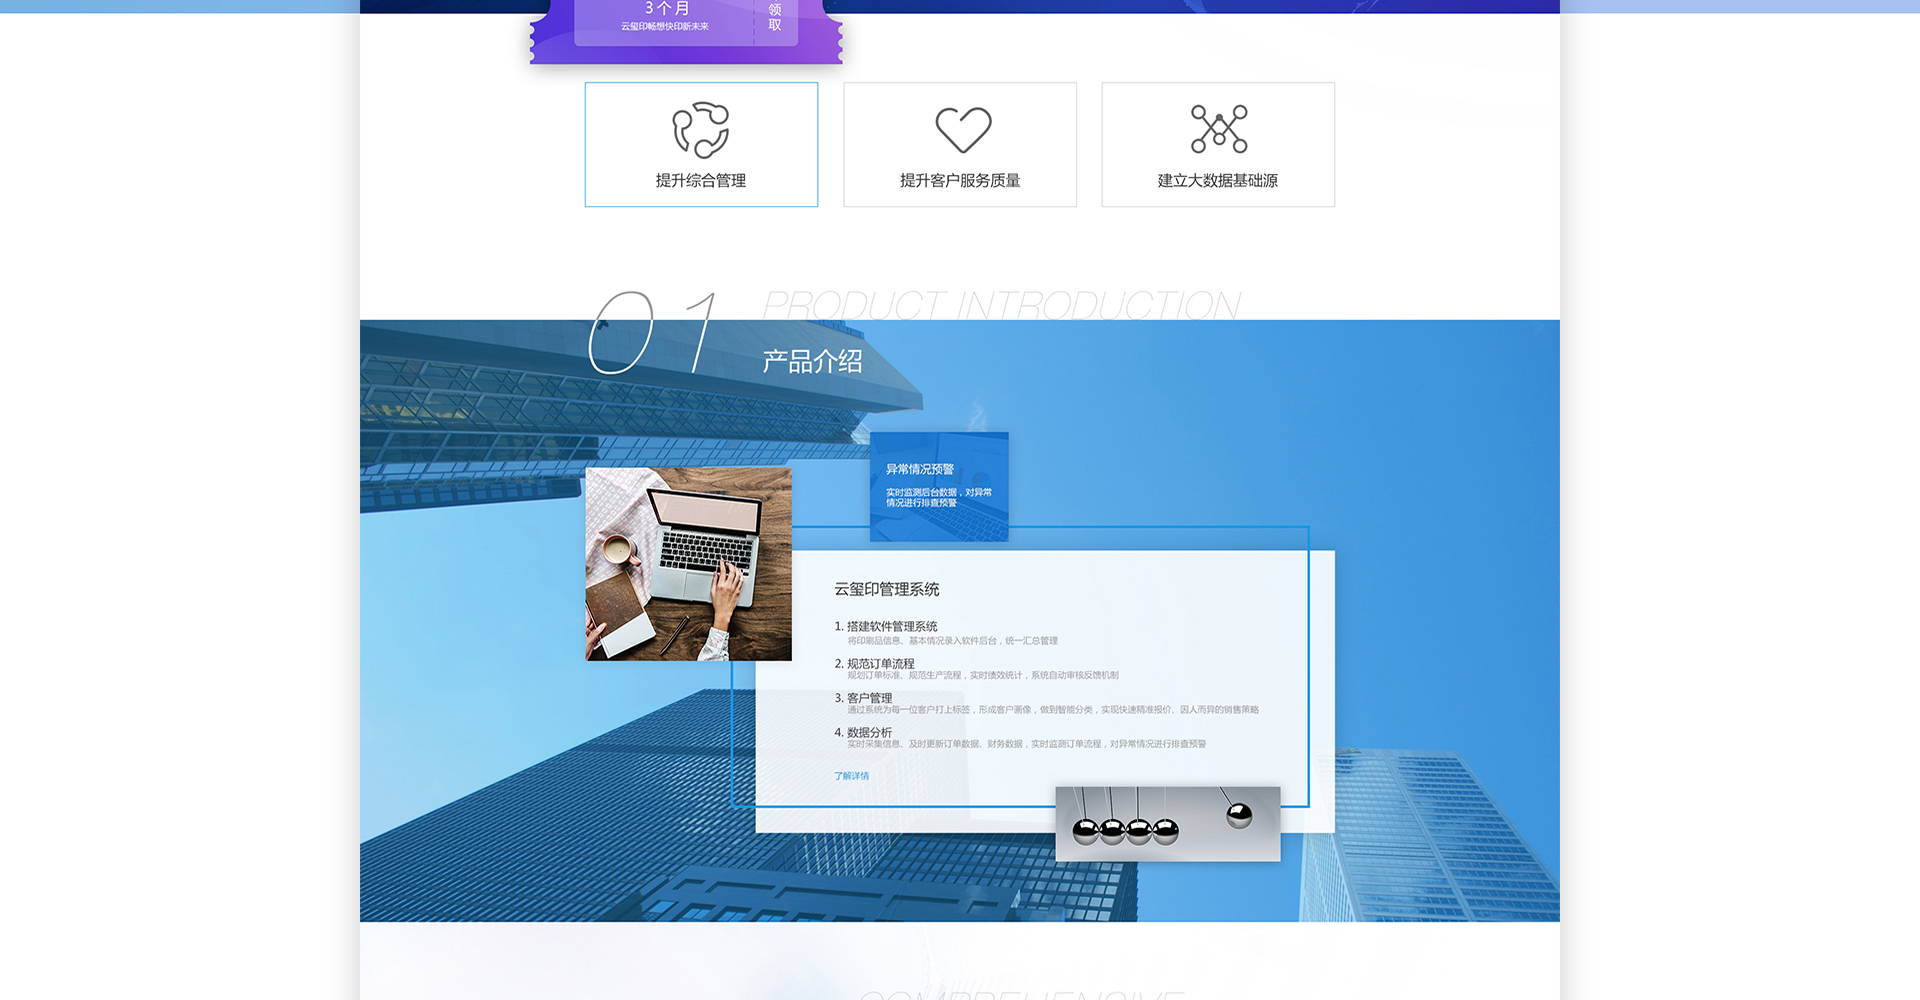 3个月
云玺印畅想快印新未来
领取
提升综合管理
提升客户服务质量
建立大数据基础源
01
PRODUCT INTRODUCTION
产品介绍
异常情况预警
实时监测后台数据，对异常
情况进行排查预警
云玺印管理系统
1. 搭建软件管理系统
将印刷品信息、基本情况录入软件后台，统一汇总管理
2. 规范订单流程
规划订单标准、规范生产流程，实时绩效统计，系统自动审核反馈机制
3. 客户管理
通过系统为每一位客户打上标签，形成客户画像，做到智能分类，实现快速精准报价、因人而异的销售策略
4. 数据分析
实时采集信息、及时更新订单数据、财务数据，实时监测订单流程，对异常情况进行排查预警
了解详情
COMPREHENSIVE